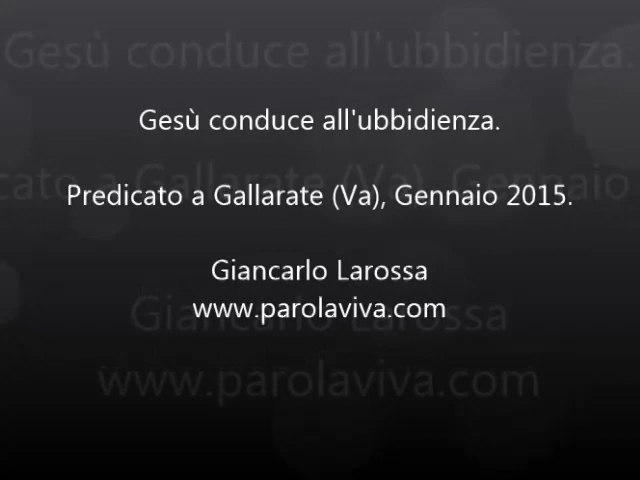 Gesù conduce all'ubbidienza.
Predicato a Gallarate (Va), Gennaio 2015.
Giancarlo Larossa
www.parolaviva.com